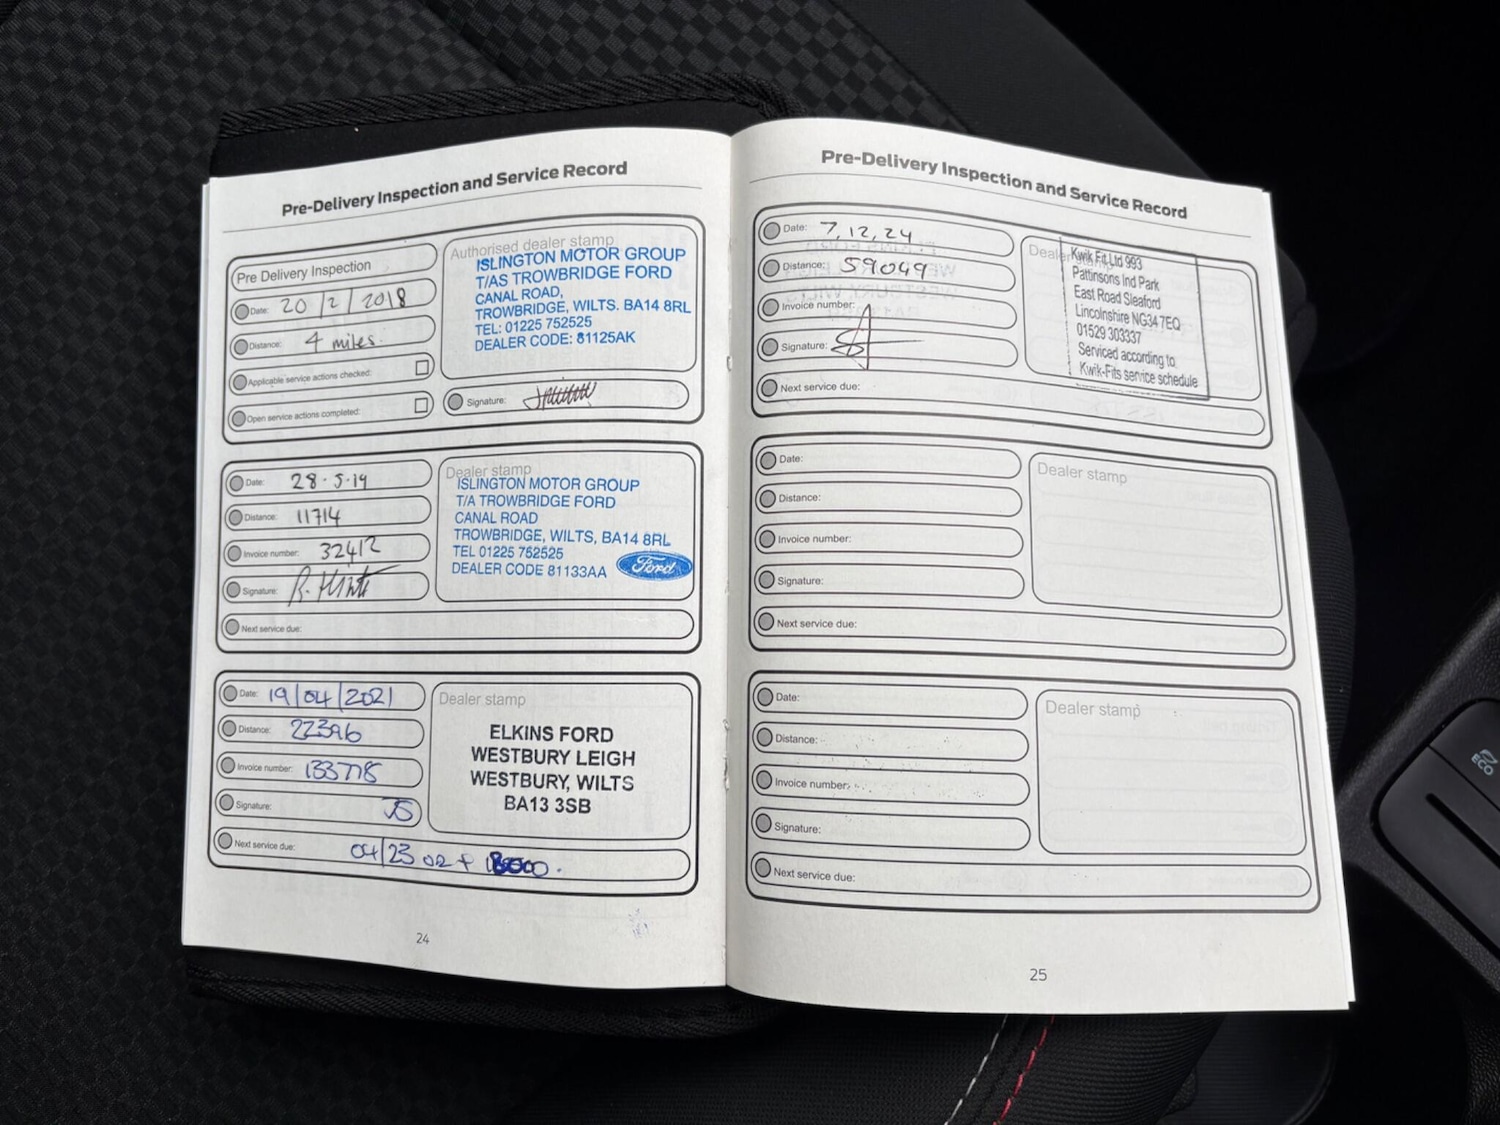 Pre-Delivery Inspection and Service Record
Pre Delivery Inspection
Date: 20/2/2018
Distance: 4 miles.
Applicable service actions checked:
Open service actions completed:
Authorised dealer stamp
ISLINGTON MOTOR GROUP
T/AS TROWBRIDGE FORD
CANAL ROAD,
TROWBRIDGE, WILTS. BA14 8RL
TEL: 01225 752525
DEALER CODE: 81125AK
Signature:
Date: 28-5-19
Distance: 11714
Invoice number: 32412
Signature:
Next service due:
Dealer stamp
ISLINGTON MOTOR GROUP
T/A TROWBRIDGE FORD
CANAL ROAD
TROWBRIDGE, WILTS, BA14 8RL
TEL 01225 762525
DEALER CODE 81133AA
Ford
Date: 19/04/2021
Distance:
Invoice number:
Signature: JS
Next service due: 04/23 or +
Dealer stamp
ELKINS FORD
WESTBURY LEIGH
WESTBURY, WILTS
BA13 3SB
24
Pre-Delivery Inspection and Service Record
Date: 7,12,24
Distance: 59049
Invoice number:
Signature:
Next service due:
Dealer stamp
Kwik Fit Ltd 993
Pattinsons Ind Park
East Road Sleaford
Lincolnshire NG34 7EQ
01529 303337
Serviced according to
Kwik-Fits service schedule
Date:
Distance:
Invoice number:
Signature:
Next service due:
Dealer stamp
Date:
Distance:
Invoice number:
Signature:
Next service due:
Dealer stamp
25
ECO